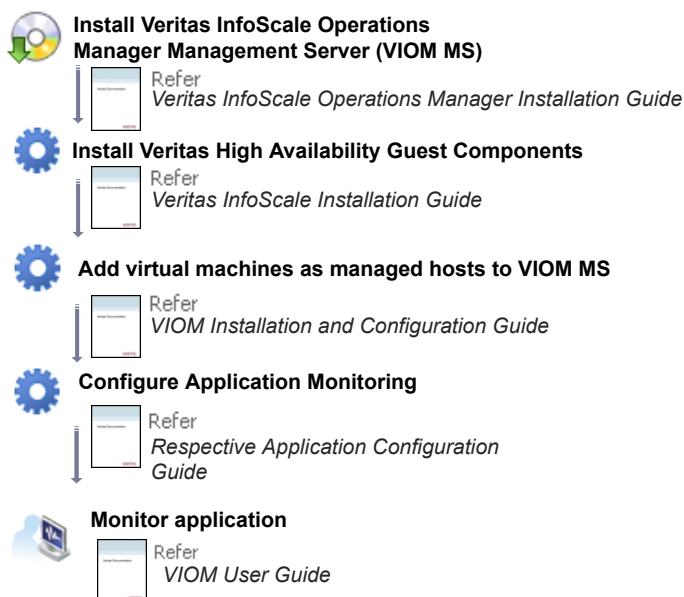 Install Veritas InfoScale Operations
Manager Management Server (VIOM MS)
Refer
Veritas InfoScale Operations Manager Installation Guide
Install Veritas High Availability Guest Components
Refer
Veritas InfoScale Installation Guide
Add virtual machines as managed hosts to VIOM MS
Refer
VIOM Installation and Configuration Guide
Configure Application Monitoring
Refer
Respective Application Configuration
Guide
Monitor application
Refer
VIOM User Guide